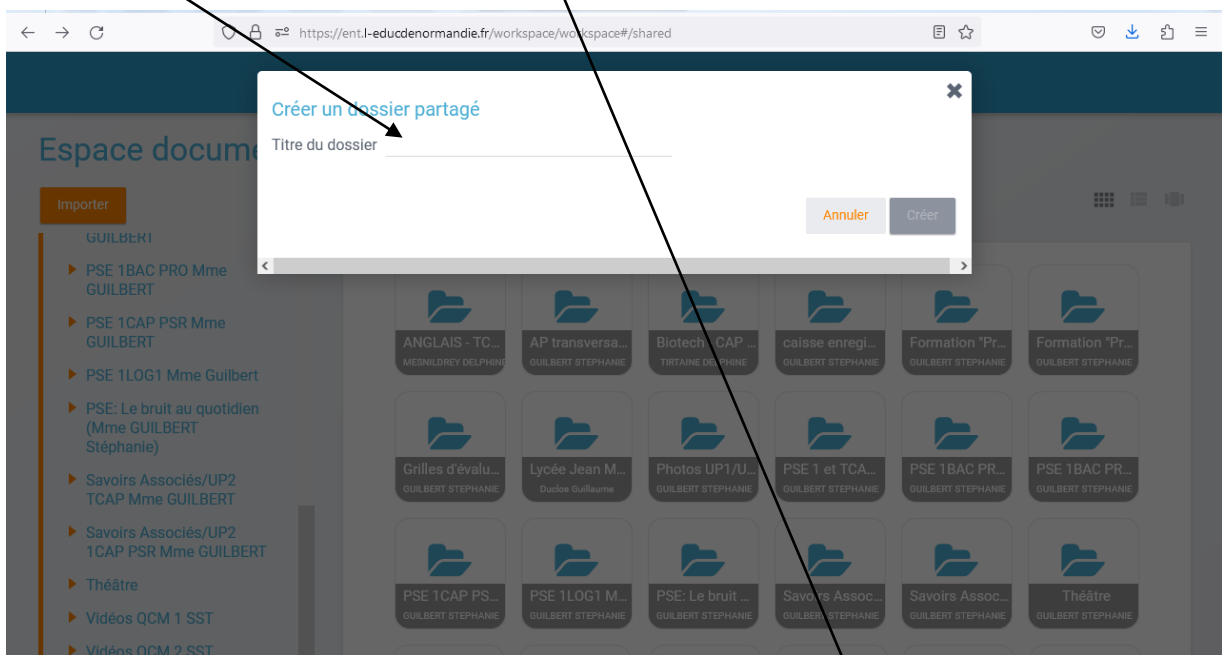 https://ent.l-educdenormandie.fr/workspace/workspace#/shared
Créer un dossier partagé
Titre du dossier
Annuler
Créer
Espace docume
Importer
GUILBERT
PSE 1BAC PRO Mme
GUILBERT
PSE 1CAP PSR Mme
GUILBERT
PSE 1LOG1 Mme Guilbert
PSE: Le bruit au quotidien
(Mme GUILBERT
Stéphanie)
Savoirs Associés/UP2
TCAP Mme GUILBERT
Savoirs Associés/UP2
1CAP PSR Mme GUILBERT
Théâtre
Vidéos QCM 1 SST
Vidéos QCM 2 SST
ANGLAIS - TC...
MESNILDREY DELPHINE
AP transversa...
GUILBERT STEPHANIE
Biotech - CAP ...
TIRTAINE DELPHINE
caisse enregi...
GUILBERT STEPHANIE
Formation "Pr...
GUILBERT STEPHANIE
Formation "Pr...
GUILBERT STEPHANIE
Grilles d'évalu...
GUILBERT STEPHANIE
Lycée Jean M...
Duclos Guillaume
Photos UP1/U...
GUILBERT STEPHANIE
PSE 1 et TCA...
GUILBERT STEPHANIE
PSE 1BAC PR...
GUILBERT STEPHANIE
PSE 1BAC PR...
GUILBERT STEPHANIE
PSE 1CAP PS...
GUILBERT STEPHANIE
PSE 1LOG1 M...
GUILBERT STEPHANIE
PSE: Le bruit ...
GUILBERT STEPHANIE
Savoirs Assoc...
GUILBERT STEPHANIE
Savoirs Assoc...
GUILBERT STEPHANIE
Théâtre
GUILBERT STEPHANIE